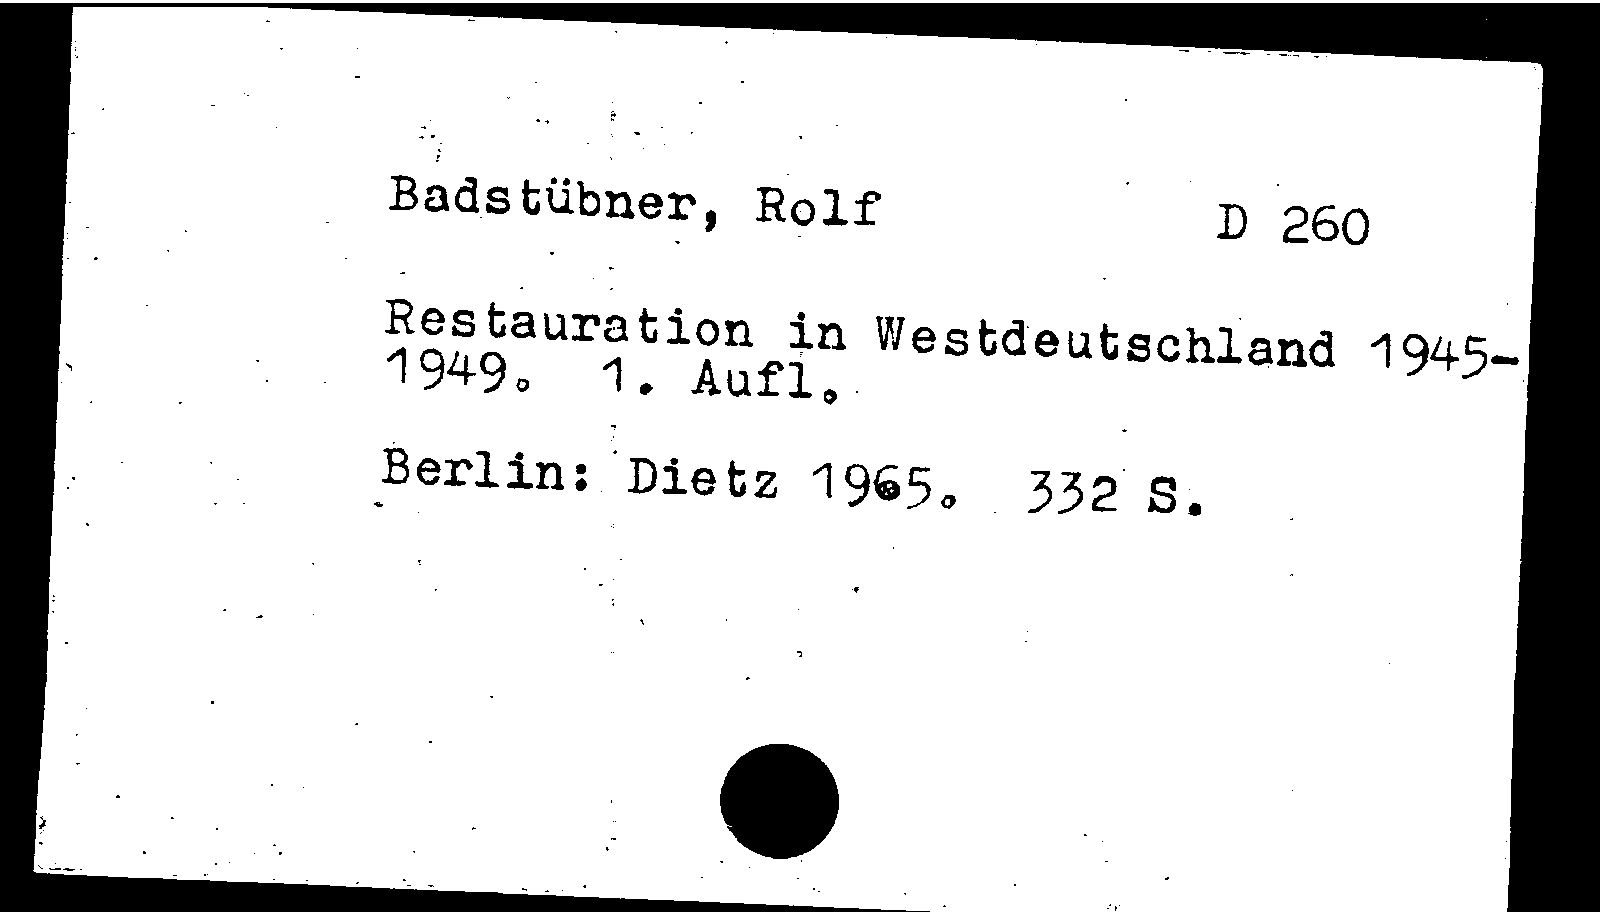 Badstübner, Rolf D 260
Restauration in Westdeutschland 1945-
1949. 1. Aufl.
Berlin: Dietz 1965. 332 S.